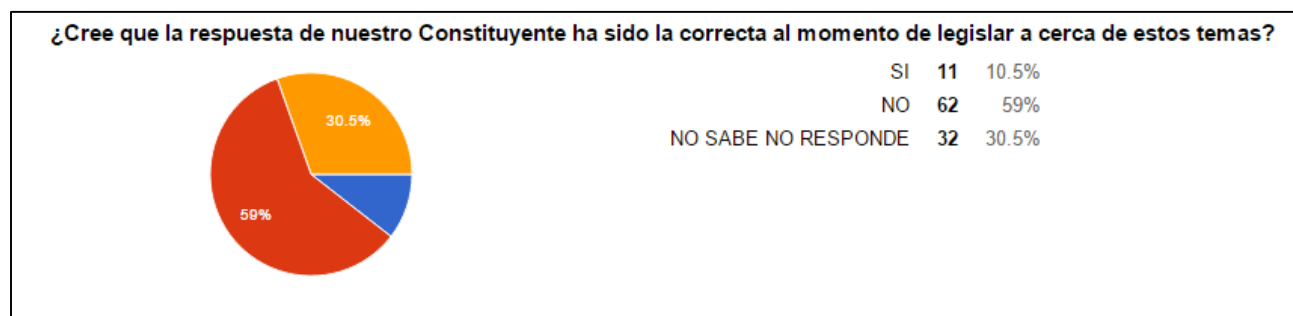 ¿Cree que la respuesta de nuestro Constituyente ha sido la correcta al momento de legislar a cerca de estos temas?
SI 11 10.5%
NO 62 59%
NO SABE NO RESPONDE 32 30.5%
30.5%
59%